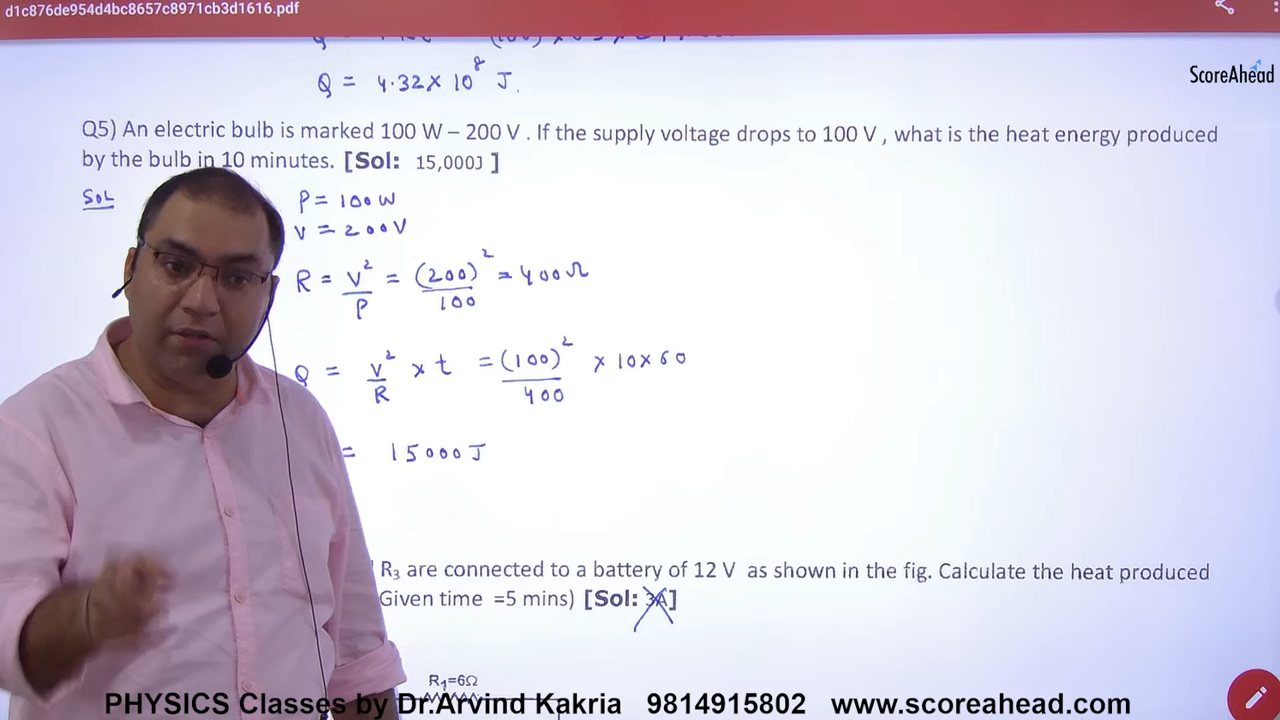 d1c876de954d4bc8657c8971cb3d1616.pdf
ScoreAhead
Q = 4.32 × 10⁸ J.
Q5) An electric bulb is marked 100 W – 200 V . If the supply voltage drops to 100 V , what is the heat energy produced
by the bulb in 10 minutes. [Sol: 15,000J ]
SOL
P = 100W
V = 200V
R = V²/P = (200)²/100 = 400Ω
Q = V²/R × t = (100)²/400 × 10×60
= 15000J
R₃ are connected to a battery of 12 V as shown in the fig. Calculate the heat produced
Given time =5 mins) [Sol: 3A]
R₁=6Ω
PHYSICS Classes by Dr.Arvind Kakria 9814915802 www.scoreahead.com